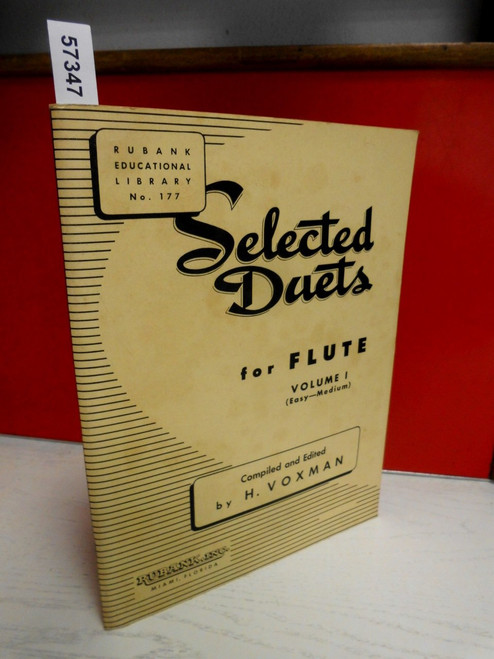 57347
RUBANK
EDUCATIONAL
LIBRARY
No. 177
Selected
Duets
for FLUTE
VOLUME I
(Easy—Medium)
Compiled and Edited
by H. VOXMAN
RUBANK, INC.
MIAMI, FLORIDA